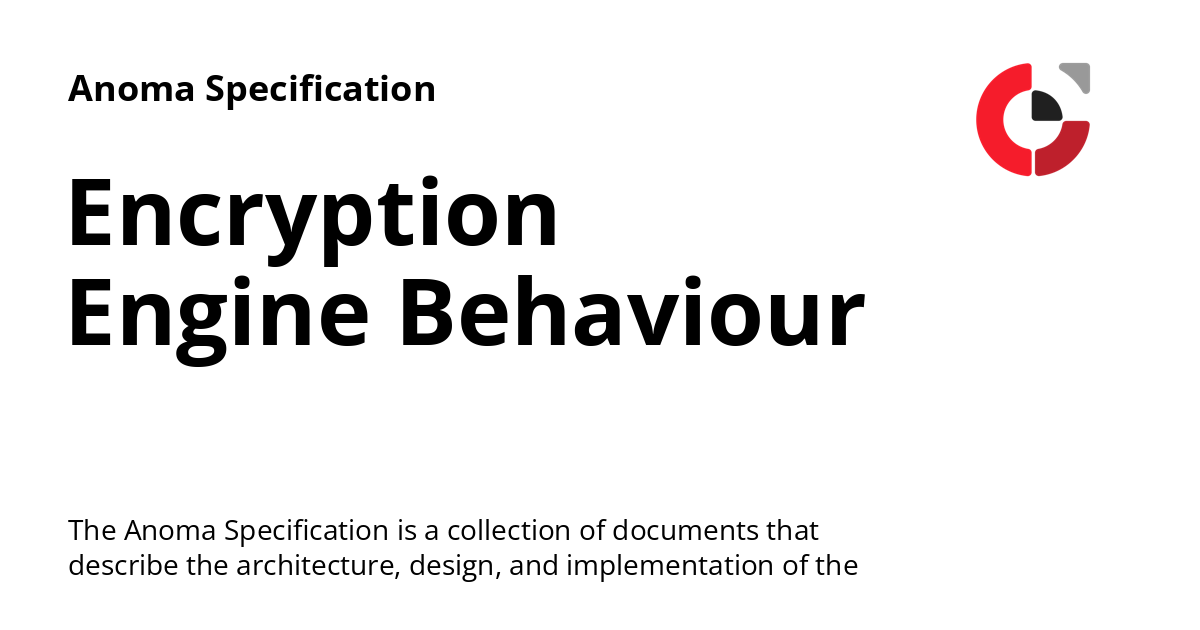 Anoma Specification
Encryption
Engine Behaviour
The Anoma Specification is a collection of documents that
describe the architecture, design, and implementation of the